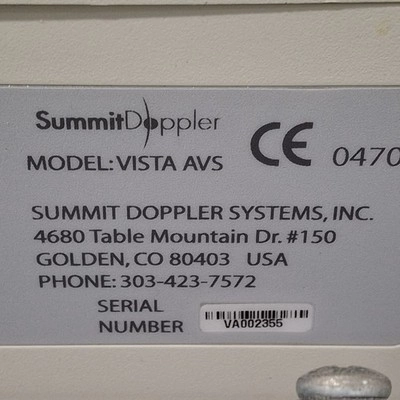 SummitDoppler
MODEL: VISTA AVS
CE 0470
SUMMIT DOPPLER SYSTEMS, INC.
4680 Table Mountain Dr. #150
GOLDEN, CO 80403 USA
PHONE: 303-423-7572
SERIAL
NUMBER
VA002355